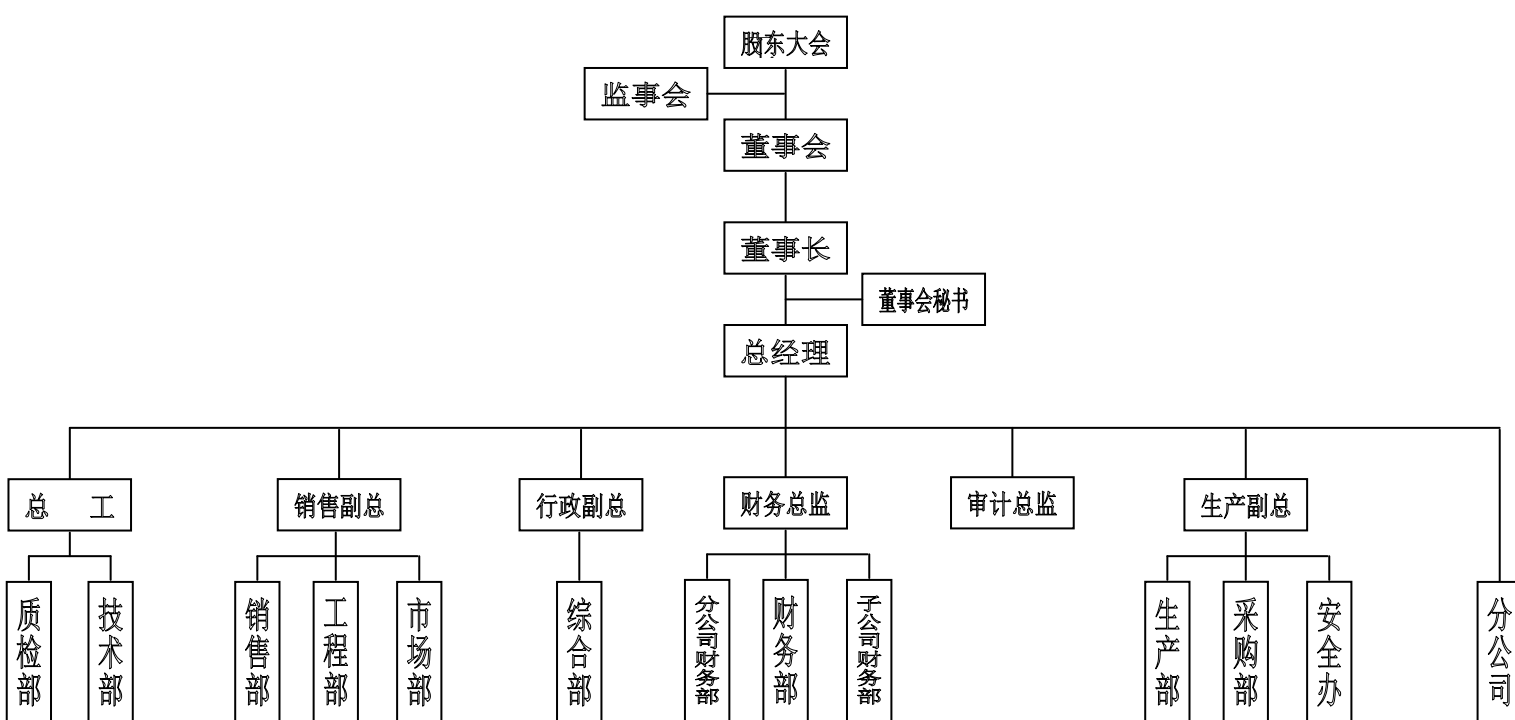 股东大会
监事会
董事会
董事长
董事会秘书
总经理
总 工
销售副总
行政副总
财务总监
审计总监
生产副总
质检部
技术部
销售部
工程部
市场部
综合部
分公司财务部
财务部
子公司财务部
生产部
采购部
安全办
分公司